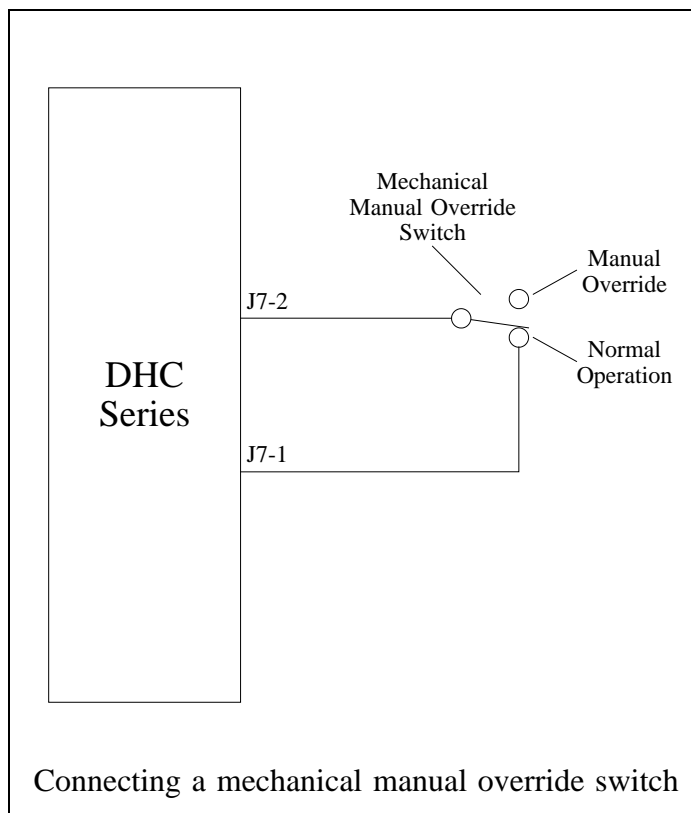 Mechanical
Manual Override
Switch
Manual
Override
J7-2
Normal
Operation
DHC
Series
J7-1
Connecting a mechanical manual override switch